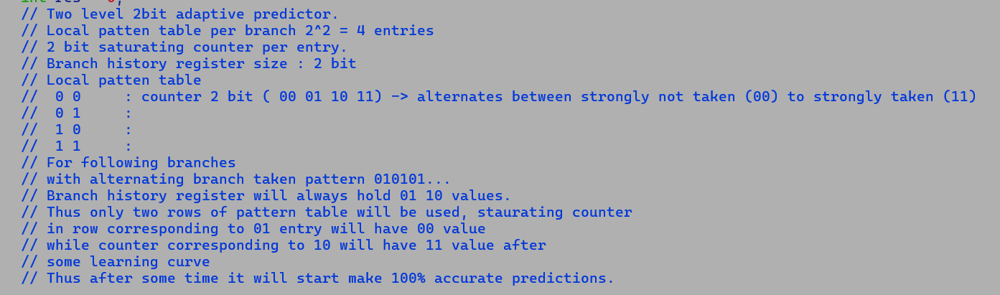 int res = 0;
// Two level 2bit adaptive predictor.
// Local patten table per branch 2^2 = 4 entries
// 2 bit saturating counter per entry.
// Branch history register size : 2 bit
// Local patten table
//  0 0     : counter 2 bit ( 00 01 10 11) -> alternates between strongly not taken (00) to strongly taken (11)
//  0 1     :
//  1 0     :
//  1 1     :
// For following branches
// with alternating branch taken pattern 010101...
// Branch history register will always hold 01 10 values.
// Thus only two rows of pattern table will be used, staurating counter
// in row corresponding to 01 entry will have 00 value
// while counter corresponding to 10 will have 11 value after
// some learning curve
// Thus after some time it will start make 100% accurate predictions.